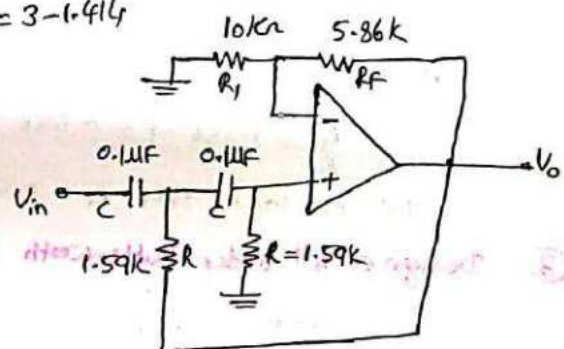 = 3-1.414
10kΩ 5.86k
R₁ RF
-
0.1μF 0.1μF
+
Vin C C Vo
1.59k R R=1.59k